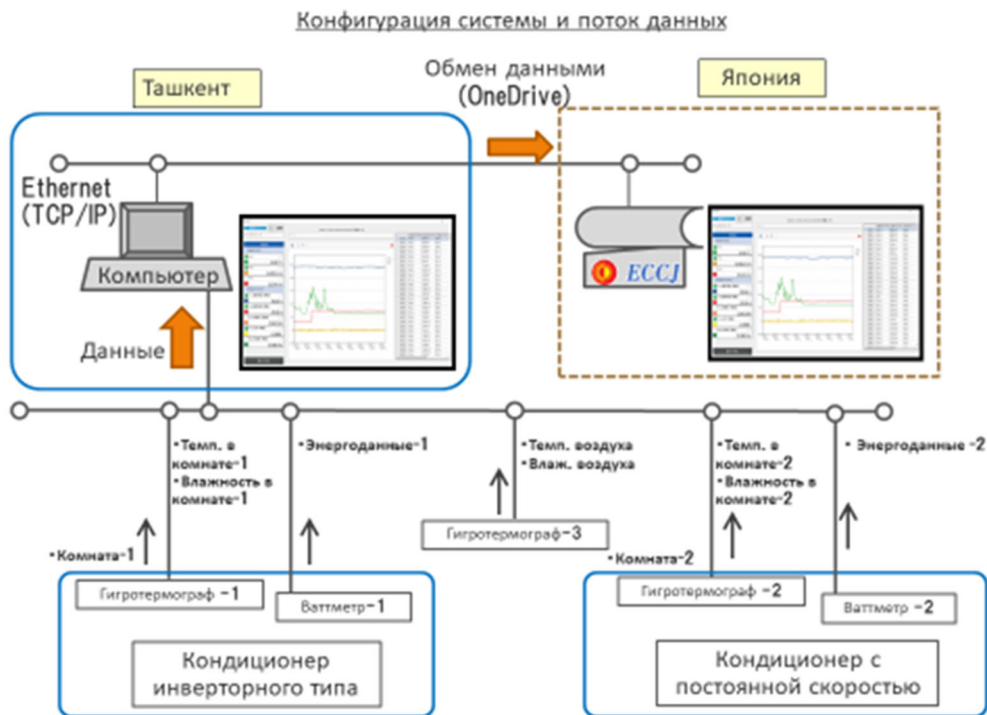 Конфигурация системы и поток данных
Ташкент
Обмен данными
(OneDrive)
Япония
Ethernet
(TCP/IP)
Компьютер
ECCJ
Данные
•Темп. в
комнате-1
•Влажность в
комнате-1
•Энергоданные-1
•Темп. воздуха
•Влаж. воздуха
•Темп. в
комнате-2
•Влажность в
комнате-2
• Энергоданные -2
•Комната-1
Гигротермограф-3
•Комната-2
Гигротермограф -1
Ваттметр-1
Гигротермограф -2
Ваттметр -2
Кондиционер
инверторного типа
Кондиционер с
постоянной скоростью